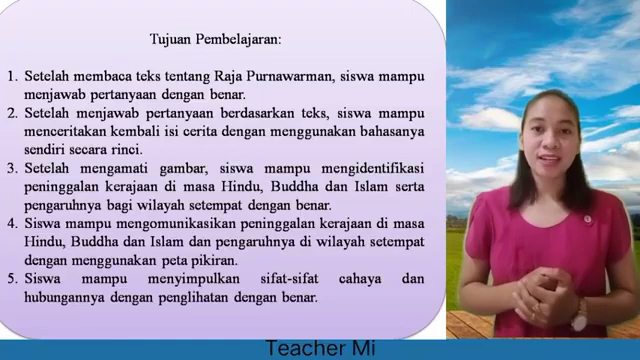 Tujuan Pembelajaran:
1. Setelah membaca teks tentang Raja Purnawarman, siswa mampu
menjawab pertanyaan dengan benar.
2. Setelah menjawab pertanyaan berdasarkan teks, siswa mampu
menceritakan kembali isi cerita dengan menggunakan bahasanya
sendiri secara rinci.
3. Setelah mengamati gambar, siswa mampu mengidentifikasi
peninggalan kerajaan di masa Hindu, Buddha dan Islam serta
pengaruhnya bagi wilayah setempat dengan benar.
4. Siswa mampu mengomunikasikan peninggalan kerajaan di masa
Hindu, Buddha dan Islam dan pengaruhnya di wilayah setempat
dengan menggunakan peta pikiran.
5. Siswa mampu menyimpulkan sifat-sifat cahaya dan
hubungannya dengan penglihatan dengan benar.
Teacher Mi